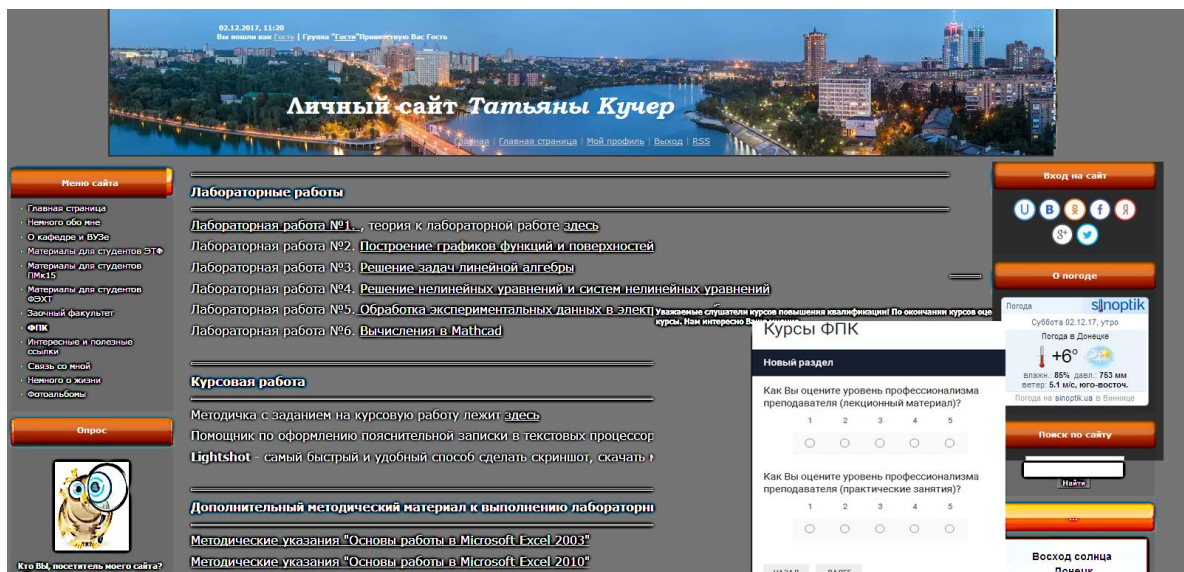 02.12.2017, 11:20
Вы вошли как Гость | Группа "Гости"Приветствую Вас Гость
Личный сайт Татьяны Кучер
Главная | Главная страница | Мой профиль | Выход | RSS
Меню сайта
Главная страница
Немного обо мне
О кафедре и ВУЗе
Материалы для студентов ЭТФ
Материалы для студентов
ПМк15
Материалы для студентов
ФЭХТ
Заочный факультет
ФПК
Интересные и полезные
ссылки
Связь со мной
Немного о жизни
Фотоальбомы
Опрос
Кто ВЫ, посетитель моего сайта?
Лабораторные работы
Лабораторная работа №1. , теория к лабораторной работе здесь
Лабораторная работа №2. Построение графиков функций и поверхностей
Лабораторная работа №3. Решение задач линейной алгебры
Лабораторная работа №4. Решение нелинейных уравнений и систем нелинейных уравнений
Лабораторная работа №5. Обработка экспериментальных данных в элект
Лабораторная работа №6. Вычисления в Mathcad
Курсовая работа
Методичка с заданием на курсовую работу лежит здесь
Помощник по оформлению пояснительной записки в текстовых процессор
Lightshot - самый быстрый и удобный способ сделать скриншот, скачать
Дополнительный методический материал к выполнению лабораторн
Методические указания "Основы работы в Microsoft Excel 2003"
Методические указания "Основы работы в Microsoft Excel 2010"
Уважаемые слушатели курсов повышения квалификации! По окончании курсов оце
курсы. Нам интересно
Курсы ФПК
Новый раздел
Как Вы оцените уровень профессионализма
преподавателя (лекционный материал)?
1 2 3 4 5
Как Вы оцените уровень профессионализма
преподавателя (практические занятия)?
1 2 3 4 5
НАЗАД ДАЛЕЕ
Вход на сайт
О погоде
Погода sinoptik
Суббота 02.12.17, утро
Погода в Донецке
+6°
влажн.: 85% давл.: 753 мм
ветер: 5.1 м/с, юго-восточ.
Погода на sinoptik.ua в Виннице
Поиск по сайту
Найти
...
Восход солнца
Донецк